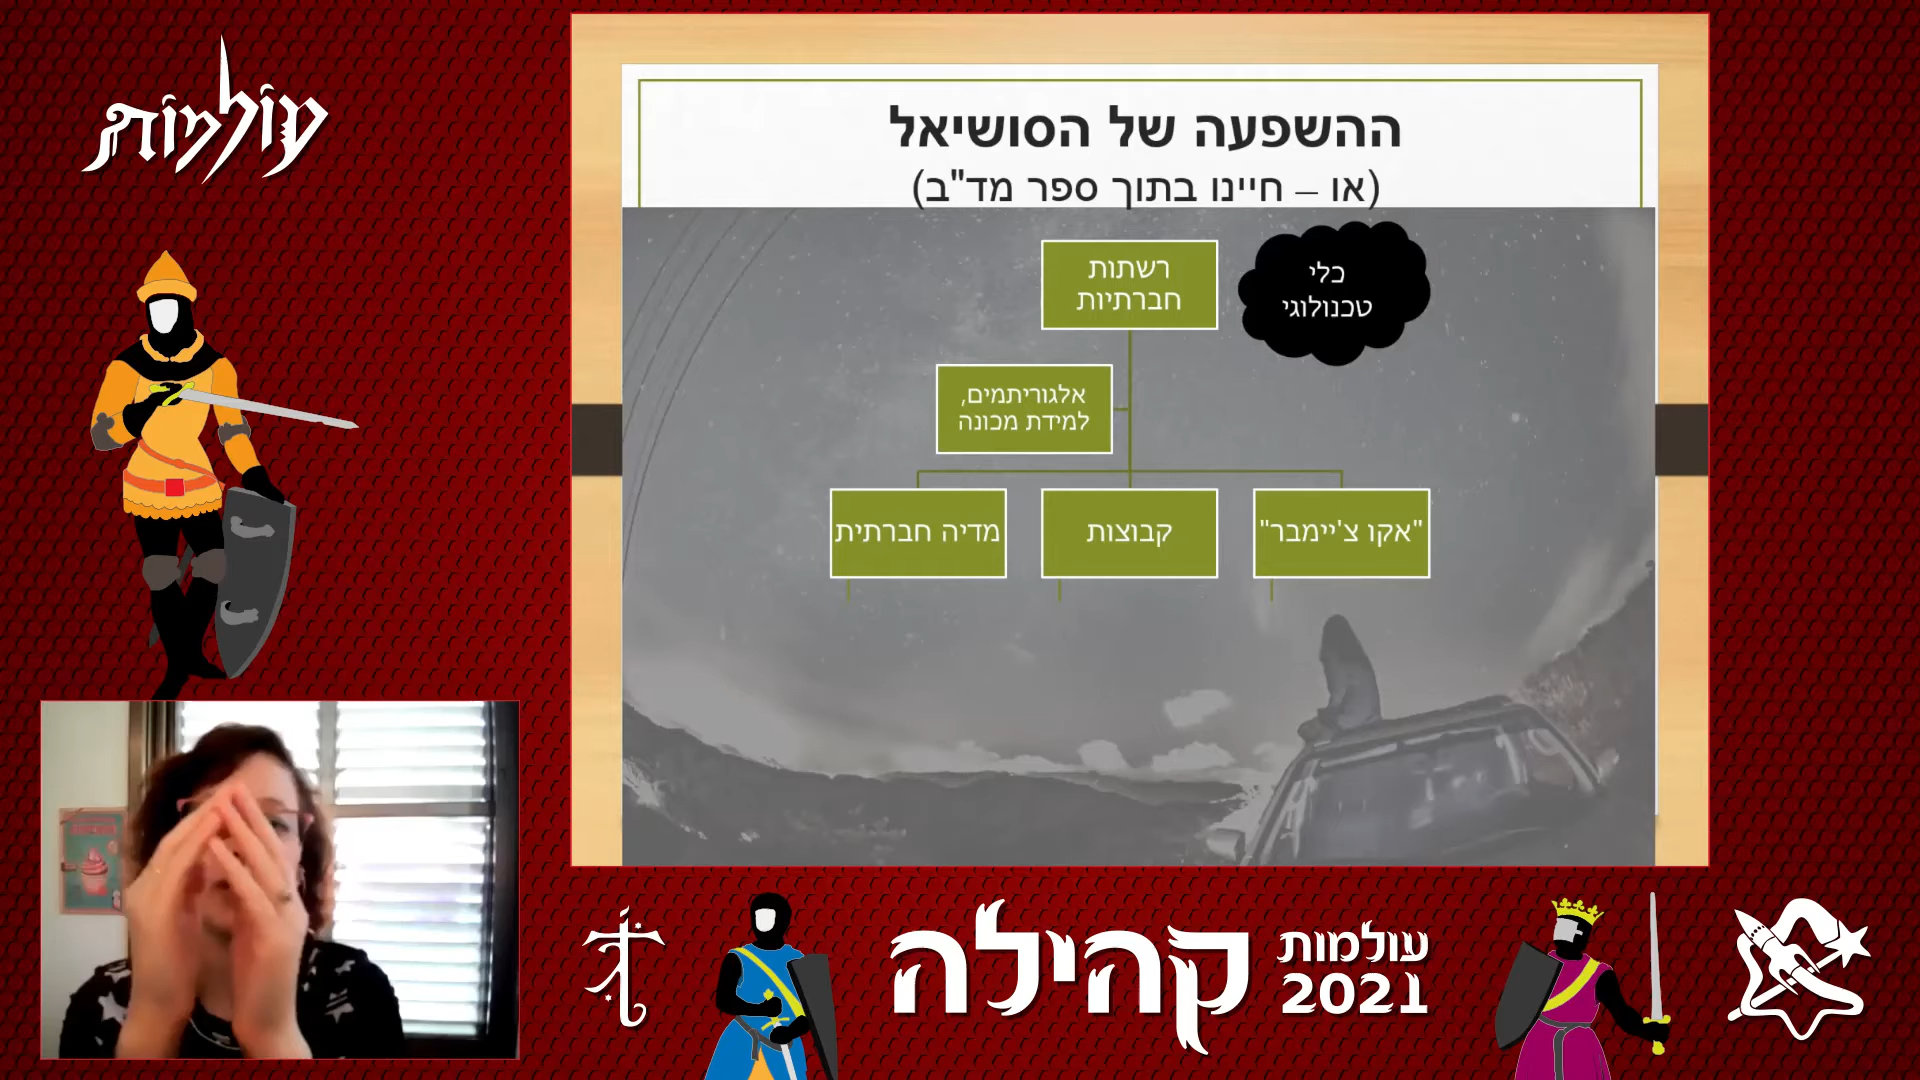 עולמות
ההשפעה של הסושיאל
(או – חיינו בתוך ספר מד"ב)
רשתות
חברתיות
כלי
טכנולוגי
אלגוריתמים,
למידת מכונה
"אקו צ'יימבר"
קבוצות
מדיה חברתית
קהילה
עולמות
2021